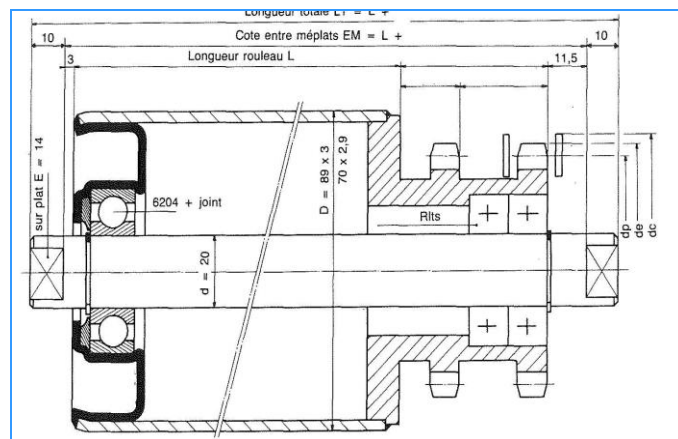 Longueur totale LT = L +
10
Cote entre méplats EM = L +
10
3
Longueur rouleau L
11,5
sur plat E = 14
6204 + joint
D = 89 x 3
70 x 2,9
d = 20
Rlts
dp
de
dc